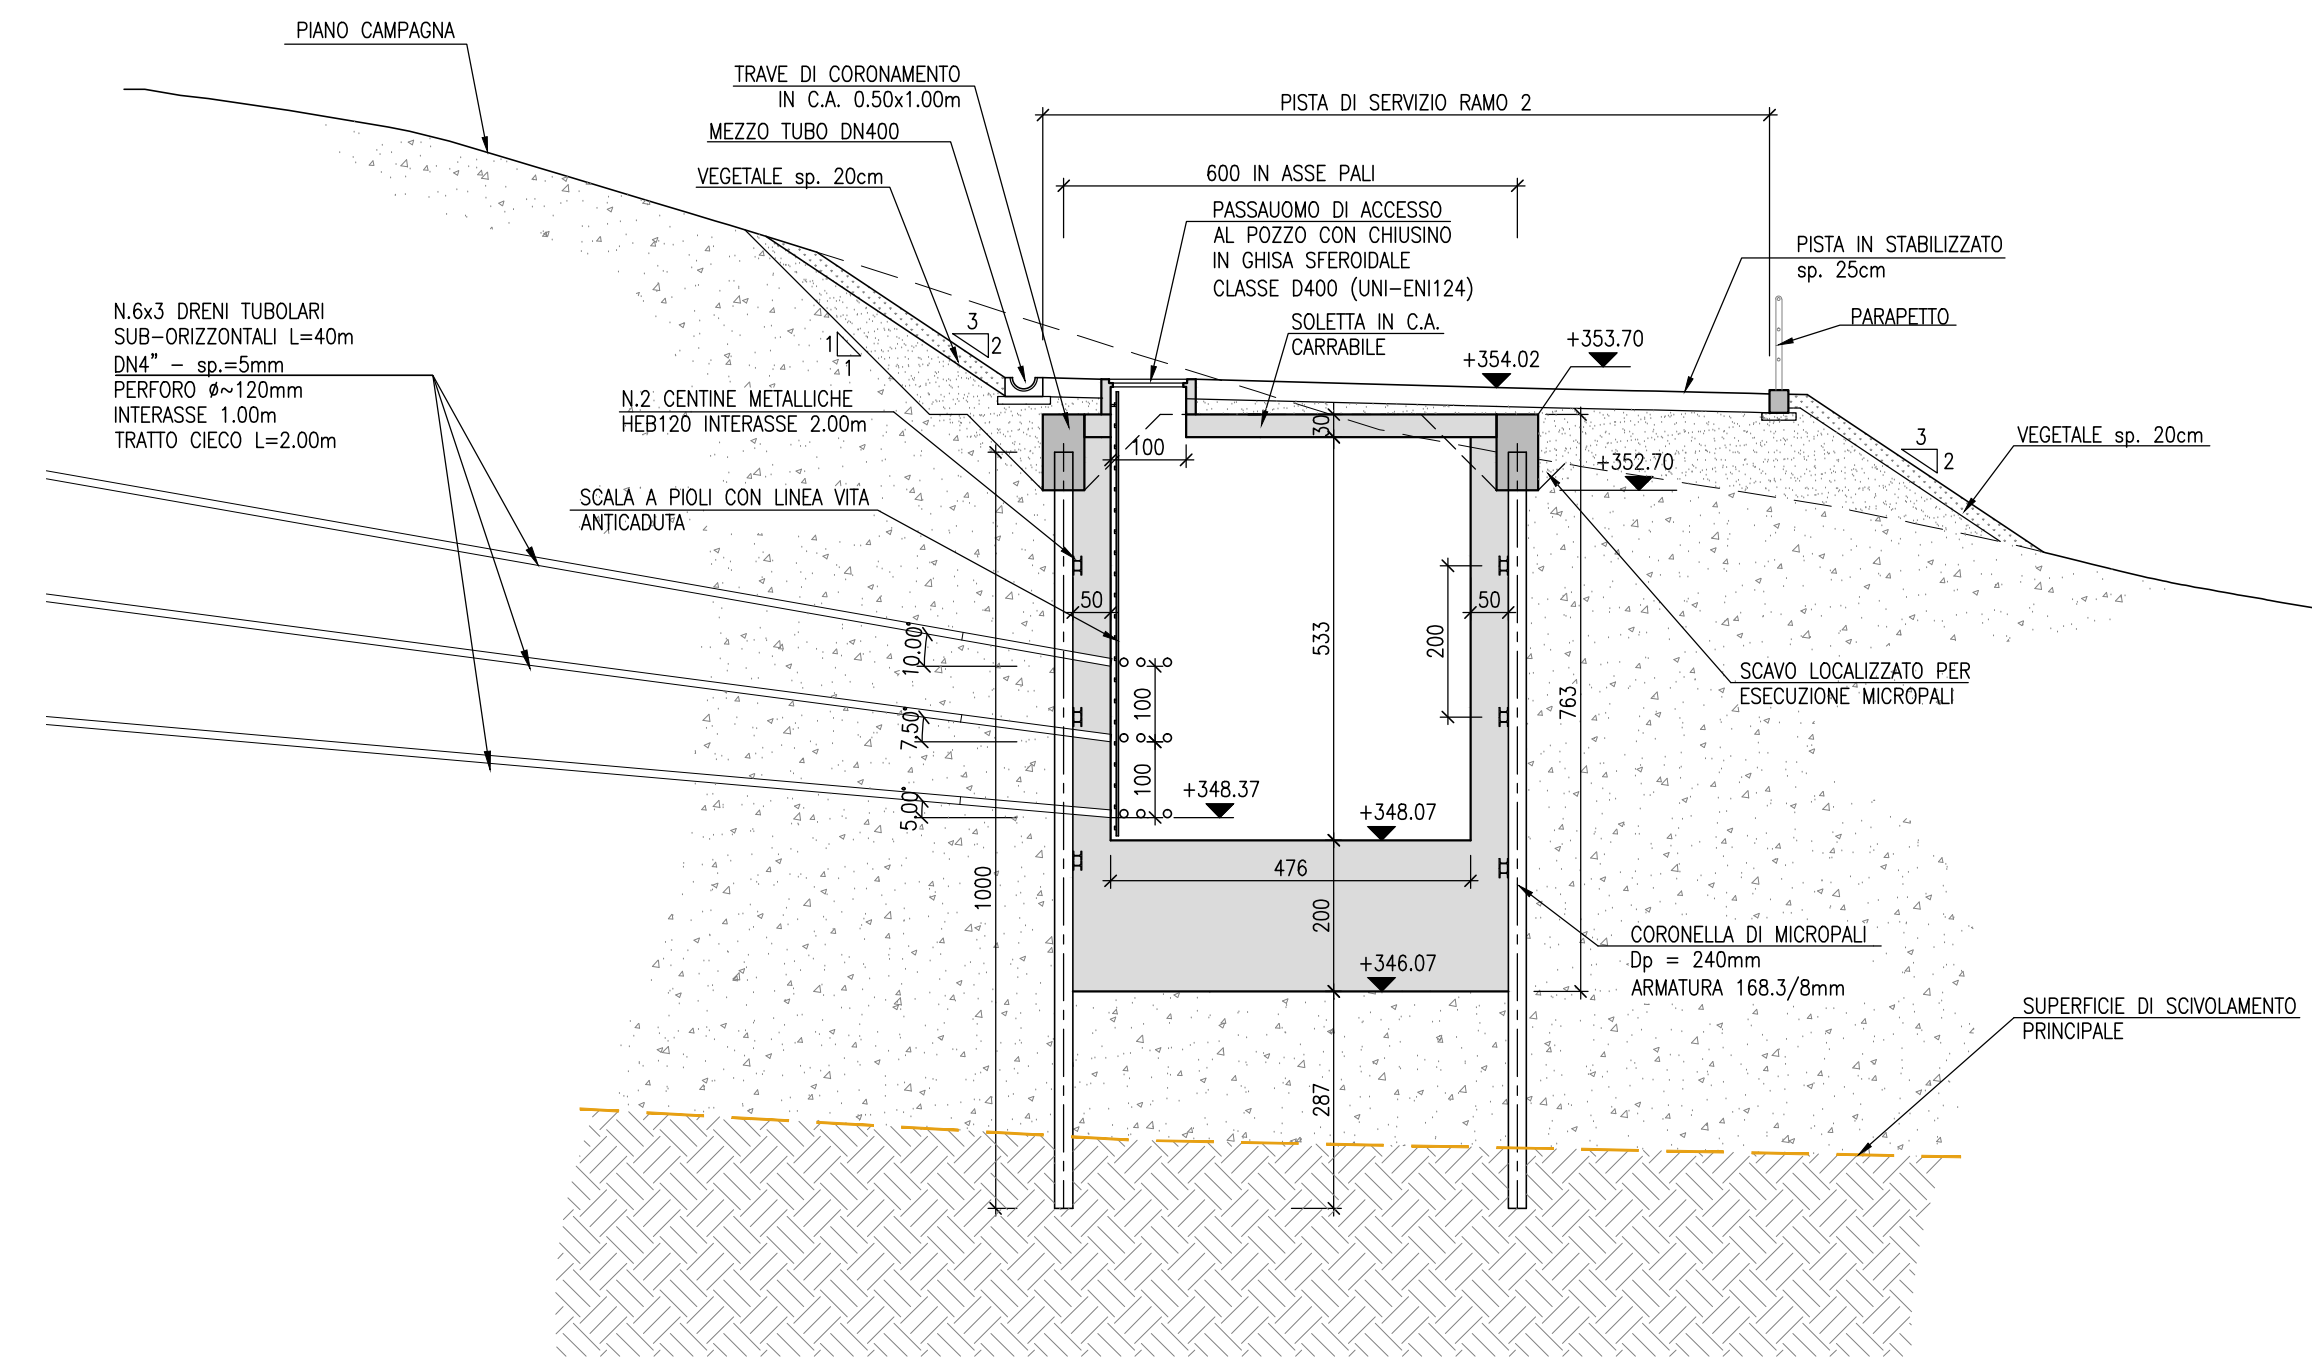 PIANO CAMPAGNA
TRAVE DI CORONAMENTO
IN C.A. 0.50x1.00m
MEZZO TUBO DN400
VEGETALE sp. 20cm
PISTA DI SERVIZIO RAMO 2
600 IN ASSE PALI
PASSAUOMO DI ACCESSO
AL POZZO CON CHIUSINO
IN GHISA SFEROIDALE
CLASSE D400 (UNI-ENI124)
SOLETTA IN C.A.
CARRABILE
PISTA IN STABILIZZATO
sp. 25cm
PARAPETTO
+353.70
+354.02
N.6x3 DRENI TUBOLARI
SUB-ORIZZONTALI L=40m
DN4" - sp.=5mm
PERFORO ø~120mm
INTERASSE 1.00m
TRATTO CIECO L=2.00m
3
2
1
1
N.2 CENTINE METALLICHE
HEB120 INTERASSE 2.00m
30
100
+352.70
3
2
VEGETALE sp. 20cm
SCALA A PIOLI CON LINEA VITA
ANTICADUTA
50
50
10.00°
533
200
763
SCAVO LOCALIZZATO PER
ESECUZIONE MICROPALI
7.50°
100
100
5.00°
+348.37
+348.07
476
1000
200
CORONELLA DI MICROPALI
Dp = 240mm
ARMATURA 168.3/8mm
+346.07
SUPERFICIE DI SCIVOLAMENTO
PRINCIPALE
287